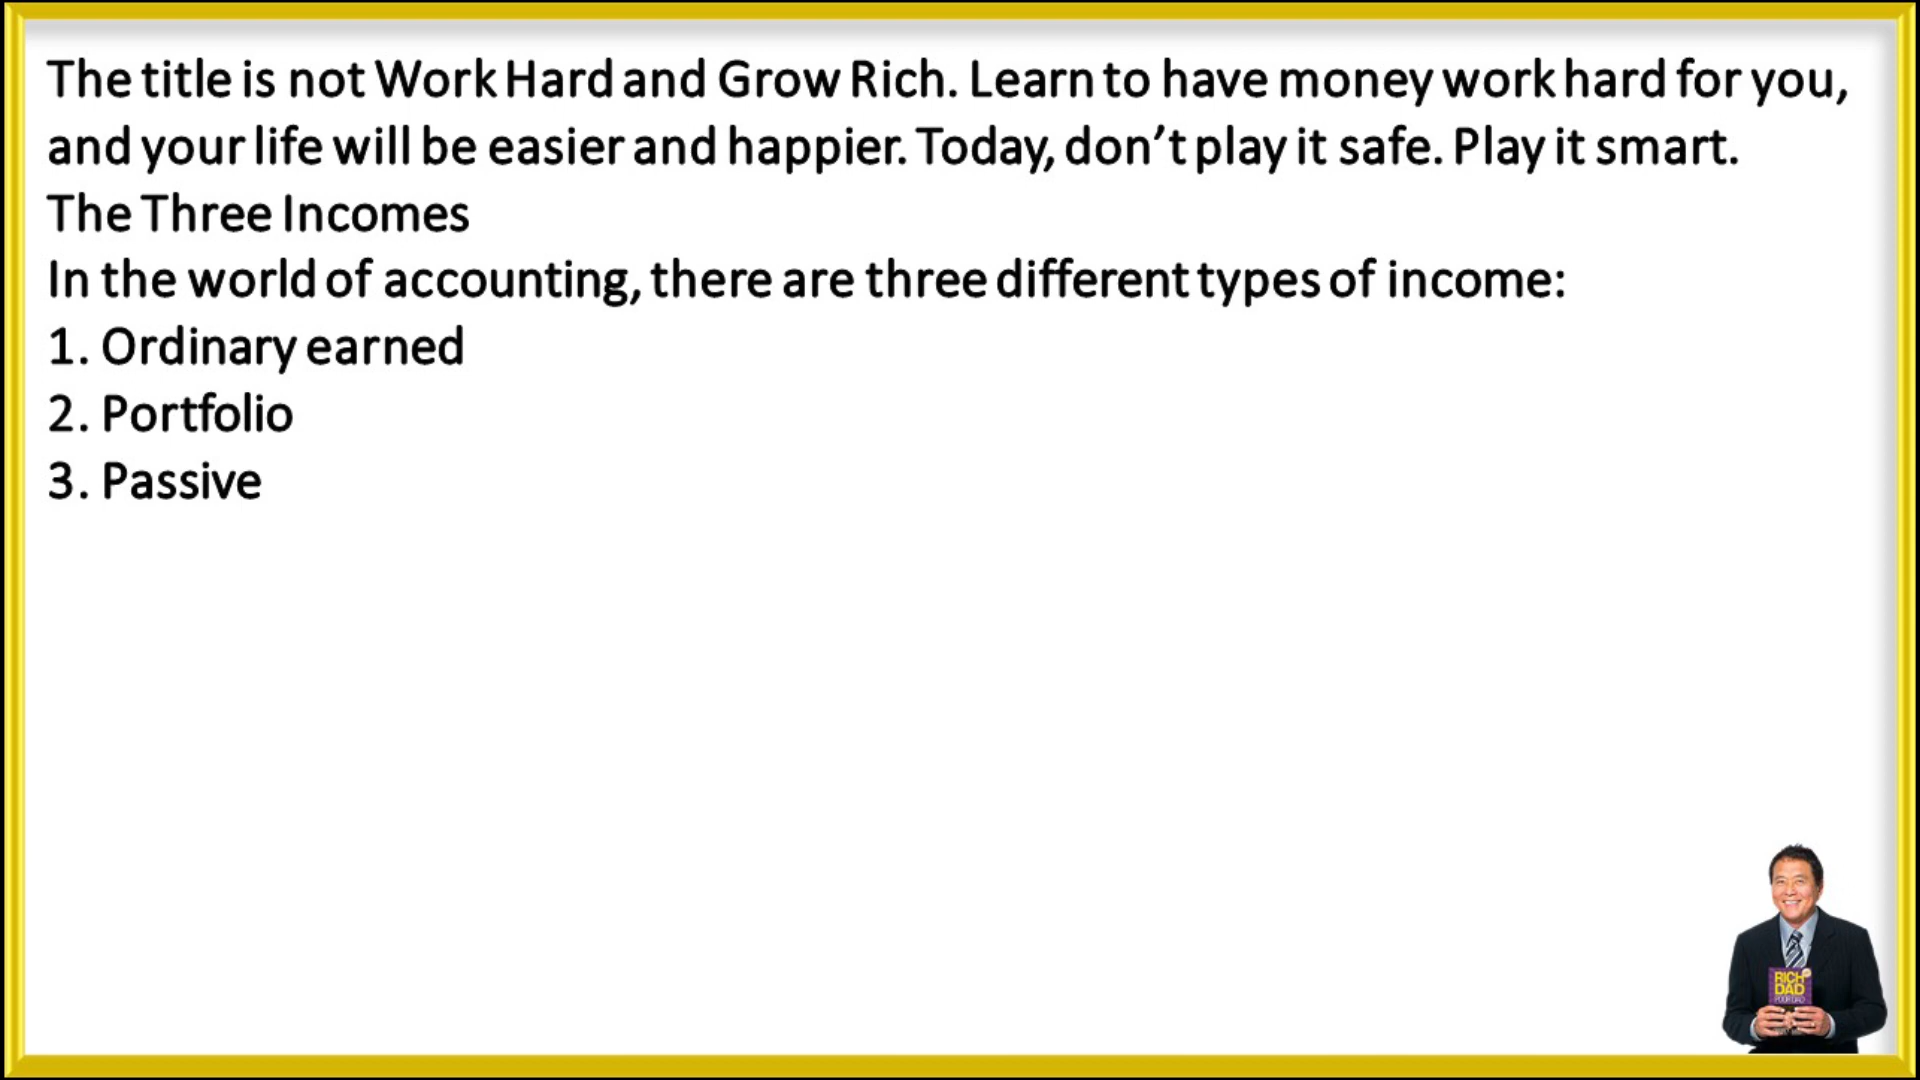 The title is not Work Hard and Grow Rich. Learn to have money work hard for you,
and your life will be easier and happier. Today, don’t play it safe. Play it smart.
The Three Incomes
In the world of accounting, there are three different types of income:
1. Ordinary earned
2. Portfolio
3. Passive
RICH
DAD
POOR DAD